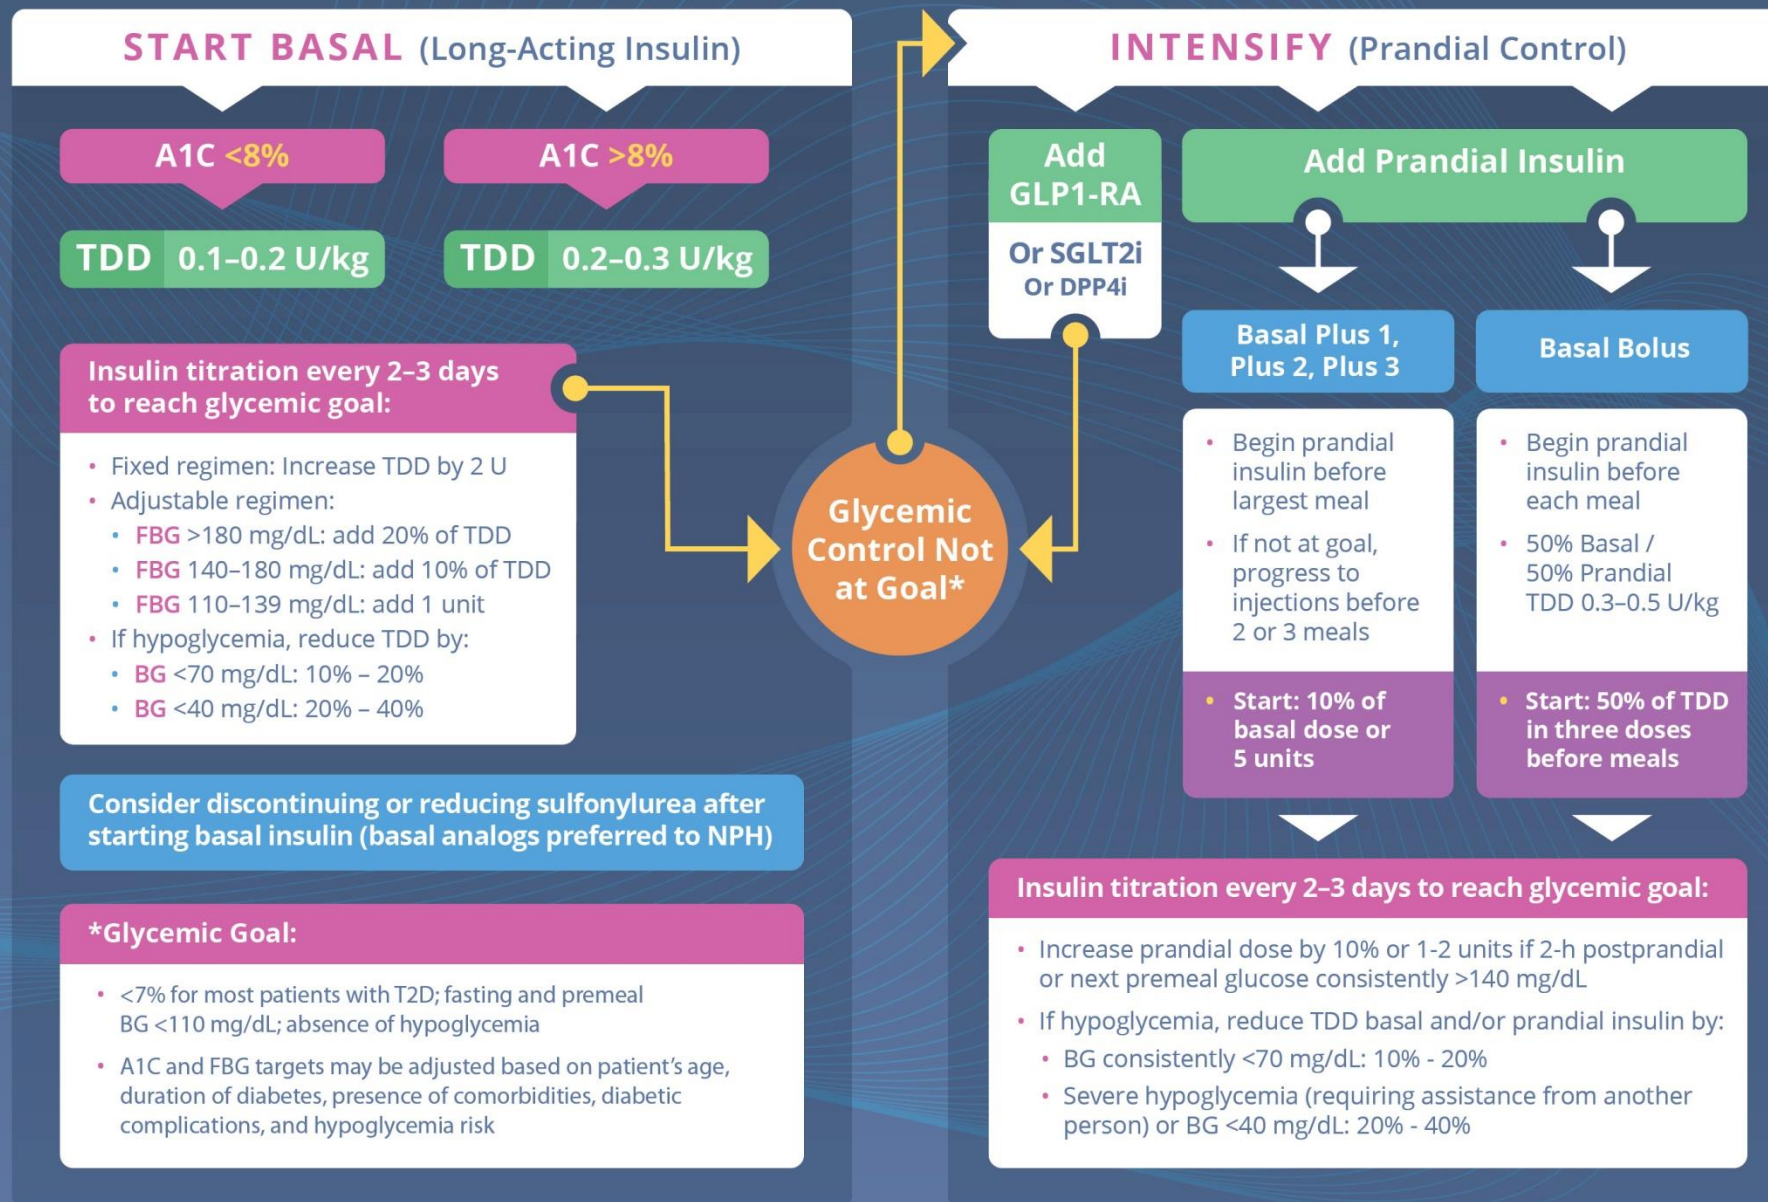 START BASAL (Long-Acting Insulin)
A1C <8%
A1C >8%
TDD 0.1–0.2 U/kg
TDD 0.2–0.3 U/kg
Insulin titration every 2–3 days
to reach glycemic goal:
• Fixed regimen: Increase TDD by 2 U
• Adjustable regimen:
• FBG >180 mg/dL: add 20% of TDD
• FBG 140–180 mg/dL: add 10% of TDD
• FBG 110–139 mg/dL: add 1 unit
• If hypoglycemia, reduce TDD by:
• BG <70 mg/dL: 10% – 20%
• BG <40 mg/dL: 20% – 40%
Consider discontinuing or reducing sulfonylurea after
starting basal insulin (basal analogs preferred to NPH)
*Glycemic Goal:
• <7% for most patients with T2D; fasting and premeal
BG <110 mg/dL; absence of hypoglycemia
• A1C and FBG targets may be adjusted based on patient's age,
duration of diabetes, presence of comorbidities, diabetic
complications, and hypoglycemia risk
Glycemic
Control Not
at Goal*
INTENSIFY (Prandial Control)
Add
GLP1-RA
Or SGLT2i
Or DPP4i
Add Prandial Insulin
Basal Plus 1,
Plus 2, Plus 3
• Begin prandial
insulin before
largest meal
• If not at goal,
progress to
injections before
2 or 3 meals
• Start: 10% of
basal dose or
5 units
Basal Bolus
• Begin prandial
insulin before
each meal
• 50% Basal /
50% Prandial
TDD 0.3–0.5 U/kg
• Start: 50% of TDD
in three doses
before meals
Insulin titration every 2–3 days to reach glycemic goal:
• Increase prandial dose by 10% or 1-2 units if 2-h postprandial
or next premeal glucose consistently >140 mg/dL
• If hypoglycemia, reduce TDD basal and/or prandial insulin by:
• BG consistently <70 mg/dL: 10% - 20%
• Severe hypoglycemia (requiring assistance from another
person) or BG <40 mg/dL: 20% - 40%